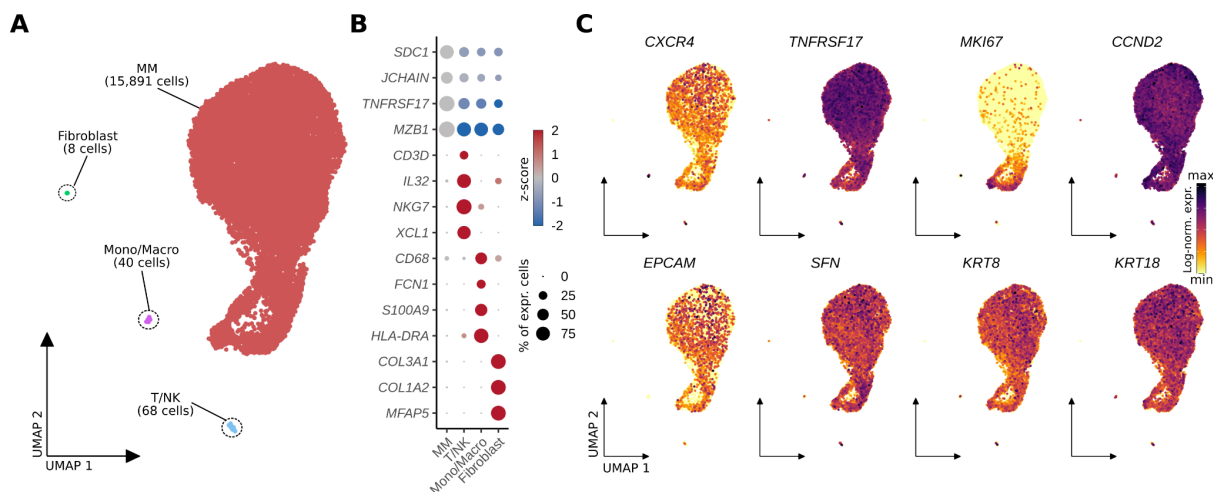 A
MM
(15,891 cells)
Fibroblast
(8 cells)
Mono/Macro
(40 cells)
T/NK
(68 cells)
UMAP 2
UMAP 1
B
SDC1
JCHAIN
TNFRSF17
MZB1
CD3D
IL32
NKG7
XCL1
CD68
FCN1
S100A9
HLA-DRA
COL3A1
COL1A2
MFAP5
MM
T/NK
Mono/Macro
Fibroblast
z-score
2
1
0
-1
-2
% of expr. cells
0
25
50
75
C
CXCR4
TNFRSF17
MKI67
CCND2
EPCAM
SFN
KRT8
KRT18
UMAP 2
UMAP 1
Log-norm. expr.
max
min